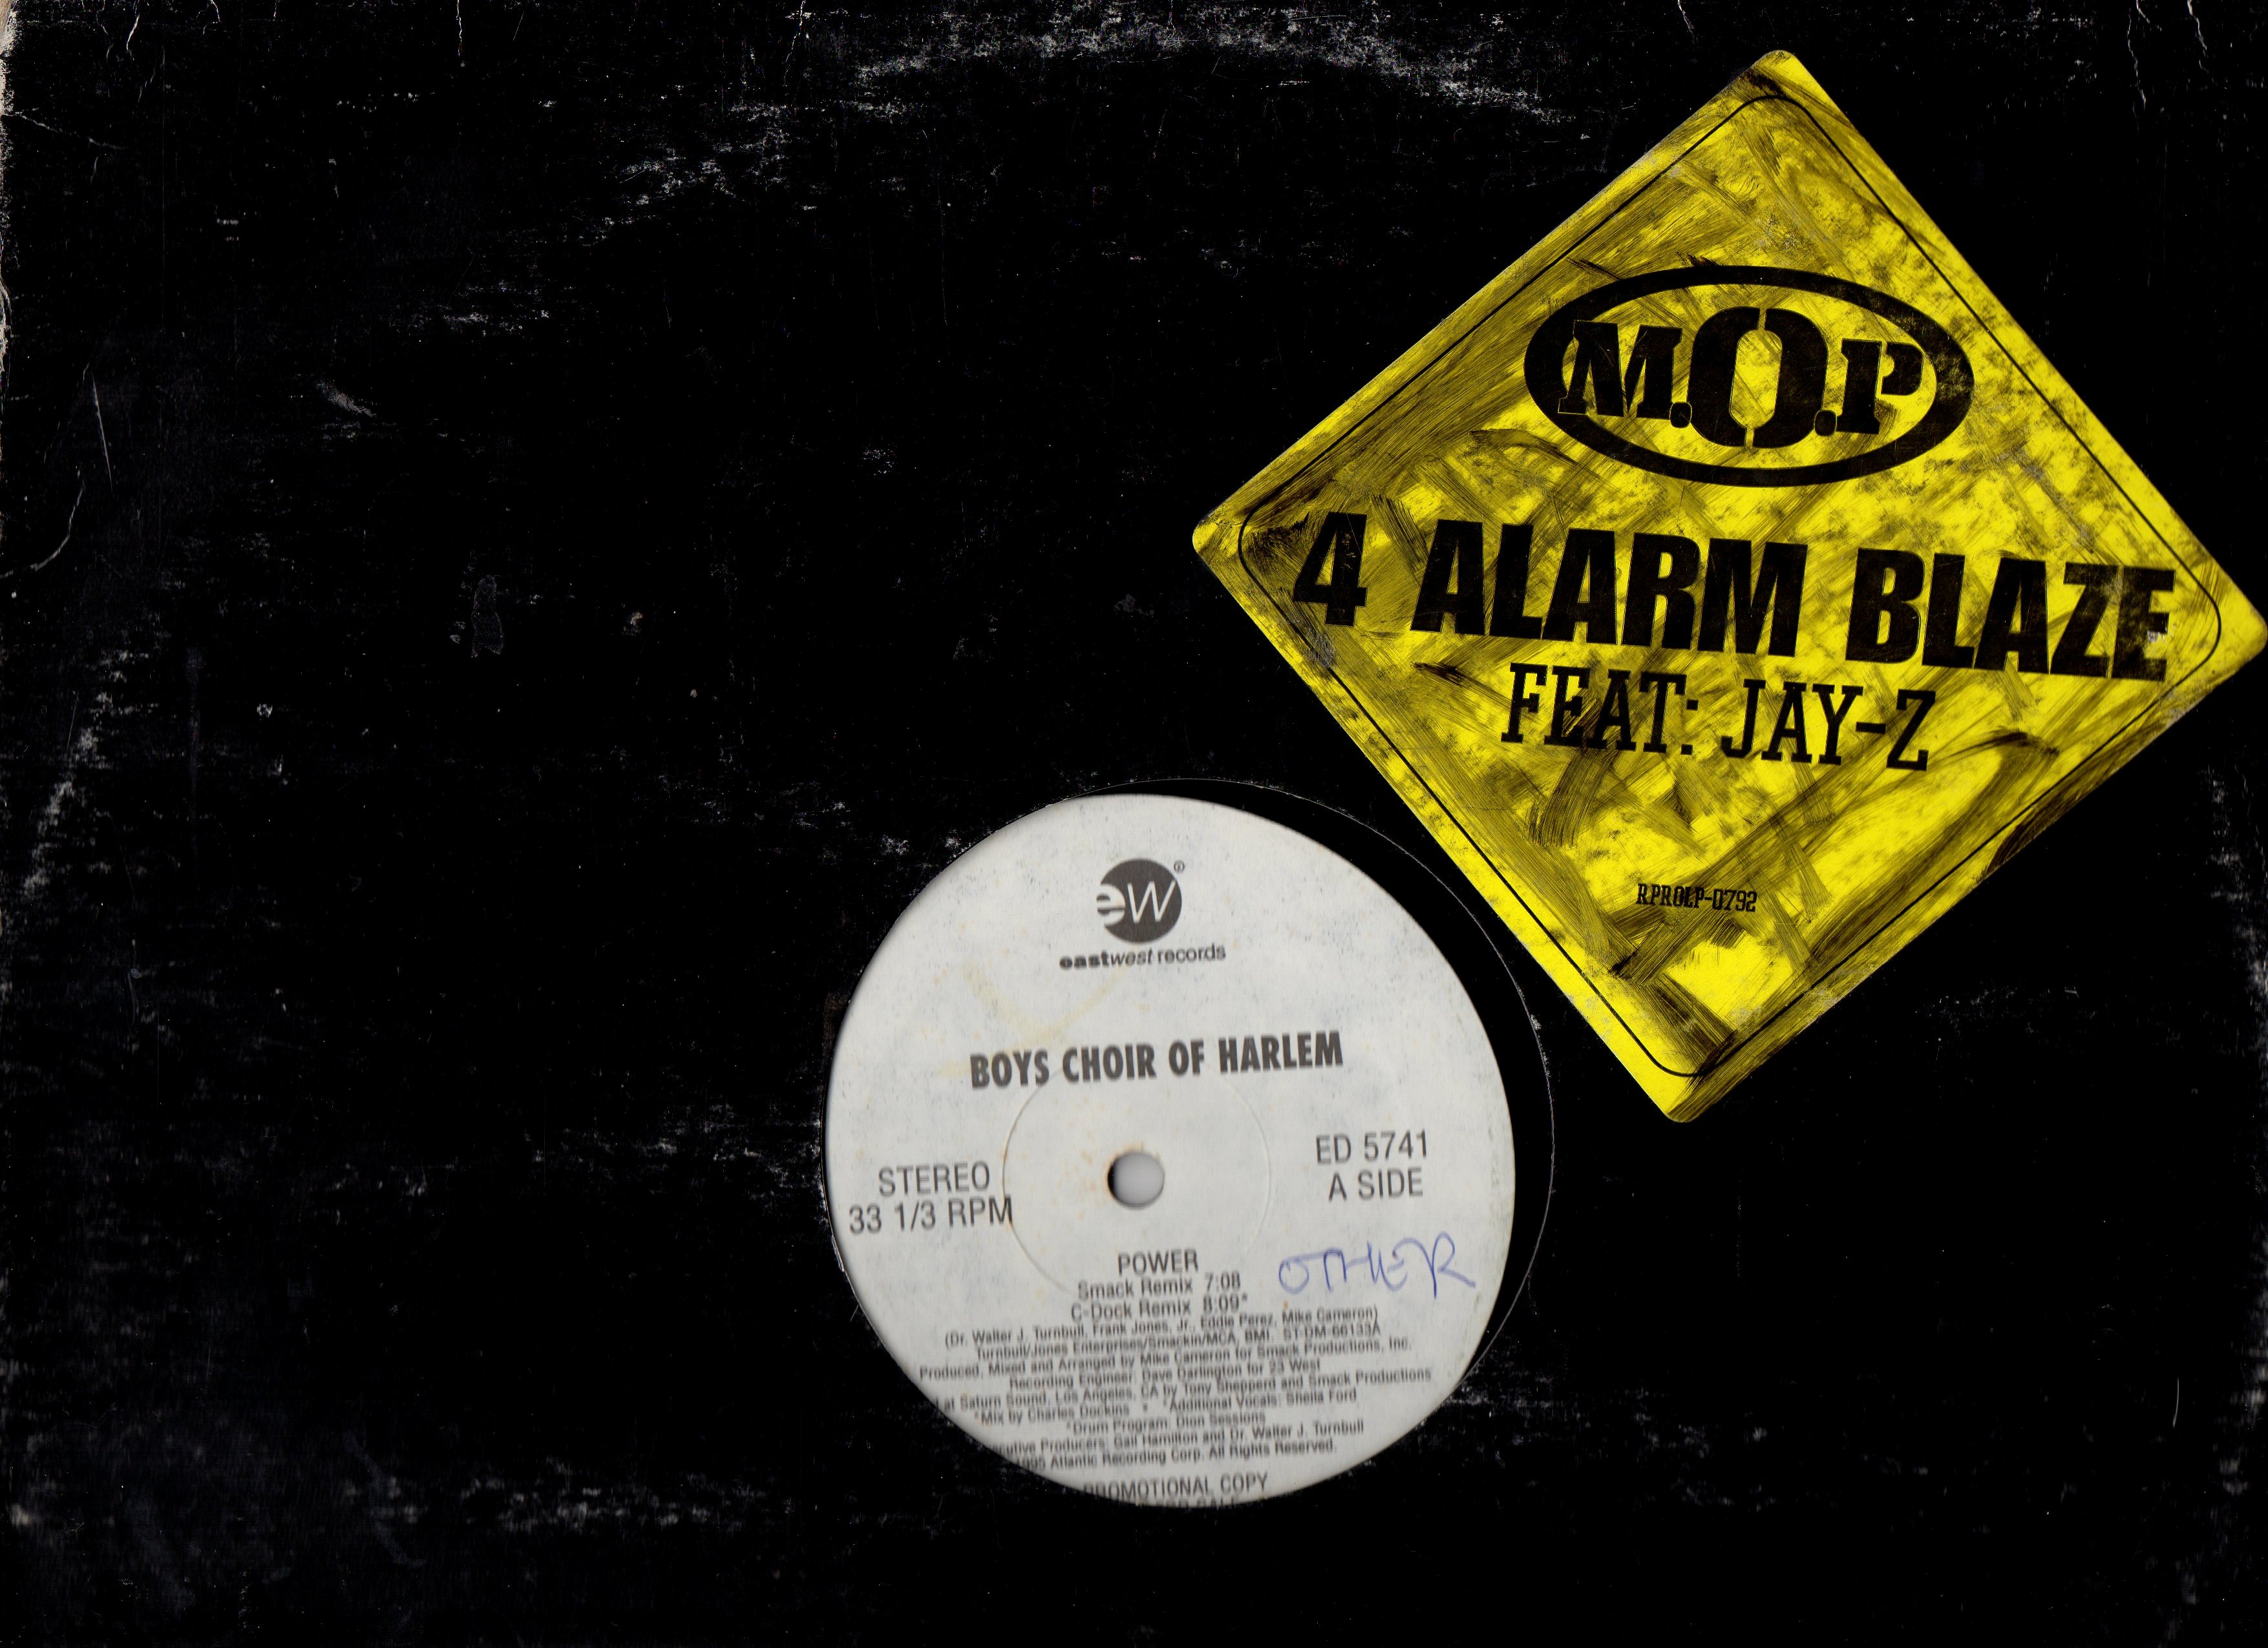 M.O.P
4 ALARM BLAZE
FEAT: JAY-Z
RPROLP-0792
eW
eastwest records
BOYS CHOIR OF HARLEM
STEREO
33 1/3 RPM
ED 5741
A SIDE
OTHER
POWER
Smack Remix 7:08
C-Dock Remix 8:09*
(Dr. Walter J. Turnbull, Frank Jones, Jr., Eddie Perez, Mike Cameron)
Turnbull/Jones Enterprises/Smackin/MCA, BMI. ST-DM-66133A
Produced, Mixed and Arranged by Mike Cameron for Smack Productions, Inc.
Recording Engineer: Dave Darlington for 23 West
at Saturn Sound, Los Angeles, CA by Tony Shepperd and Smack Productions
*Mix by Charles Dockins * *Additional Vocals: Sheila Ford
*Drum Program: Dion Sessions
Producers: Gail Hamilton and Dr. Walter J. Turnbull
1995 Atlantic Recording Corp. All Rights Reserved.
PROMOTIONAL COPY